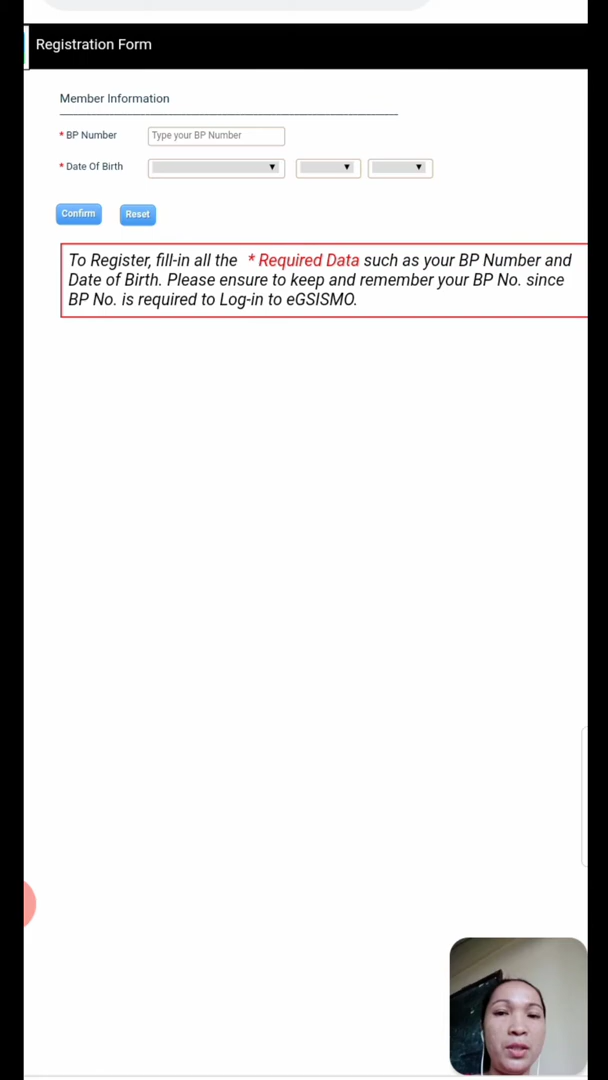 Registration Form
Member Information
* BP Number Type your BP Number
* Date Of Birth
Confirm Reset
To Register, fill-in all the * Required Data such as your BP Number and
Date of Birth. Please ensure to keep and remember your BP No. since
BP No. is required to Log-in to eGSISMO.